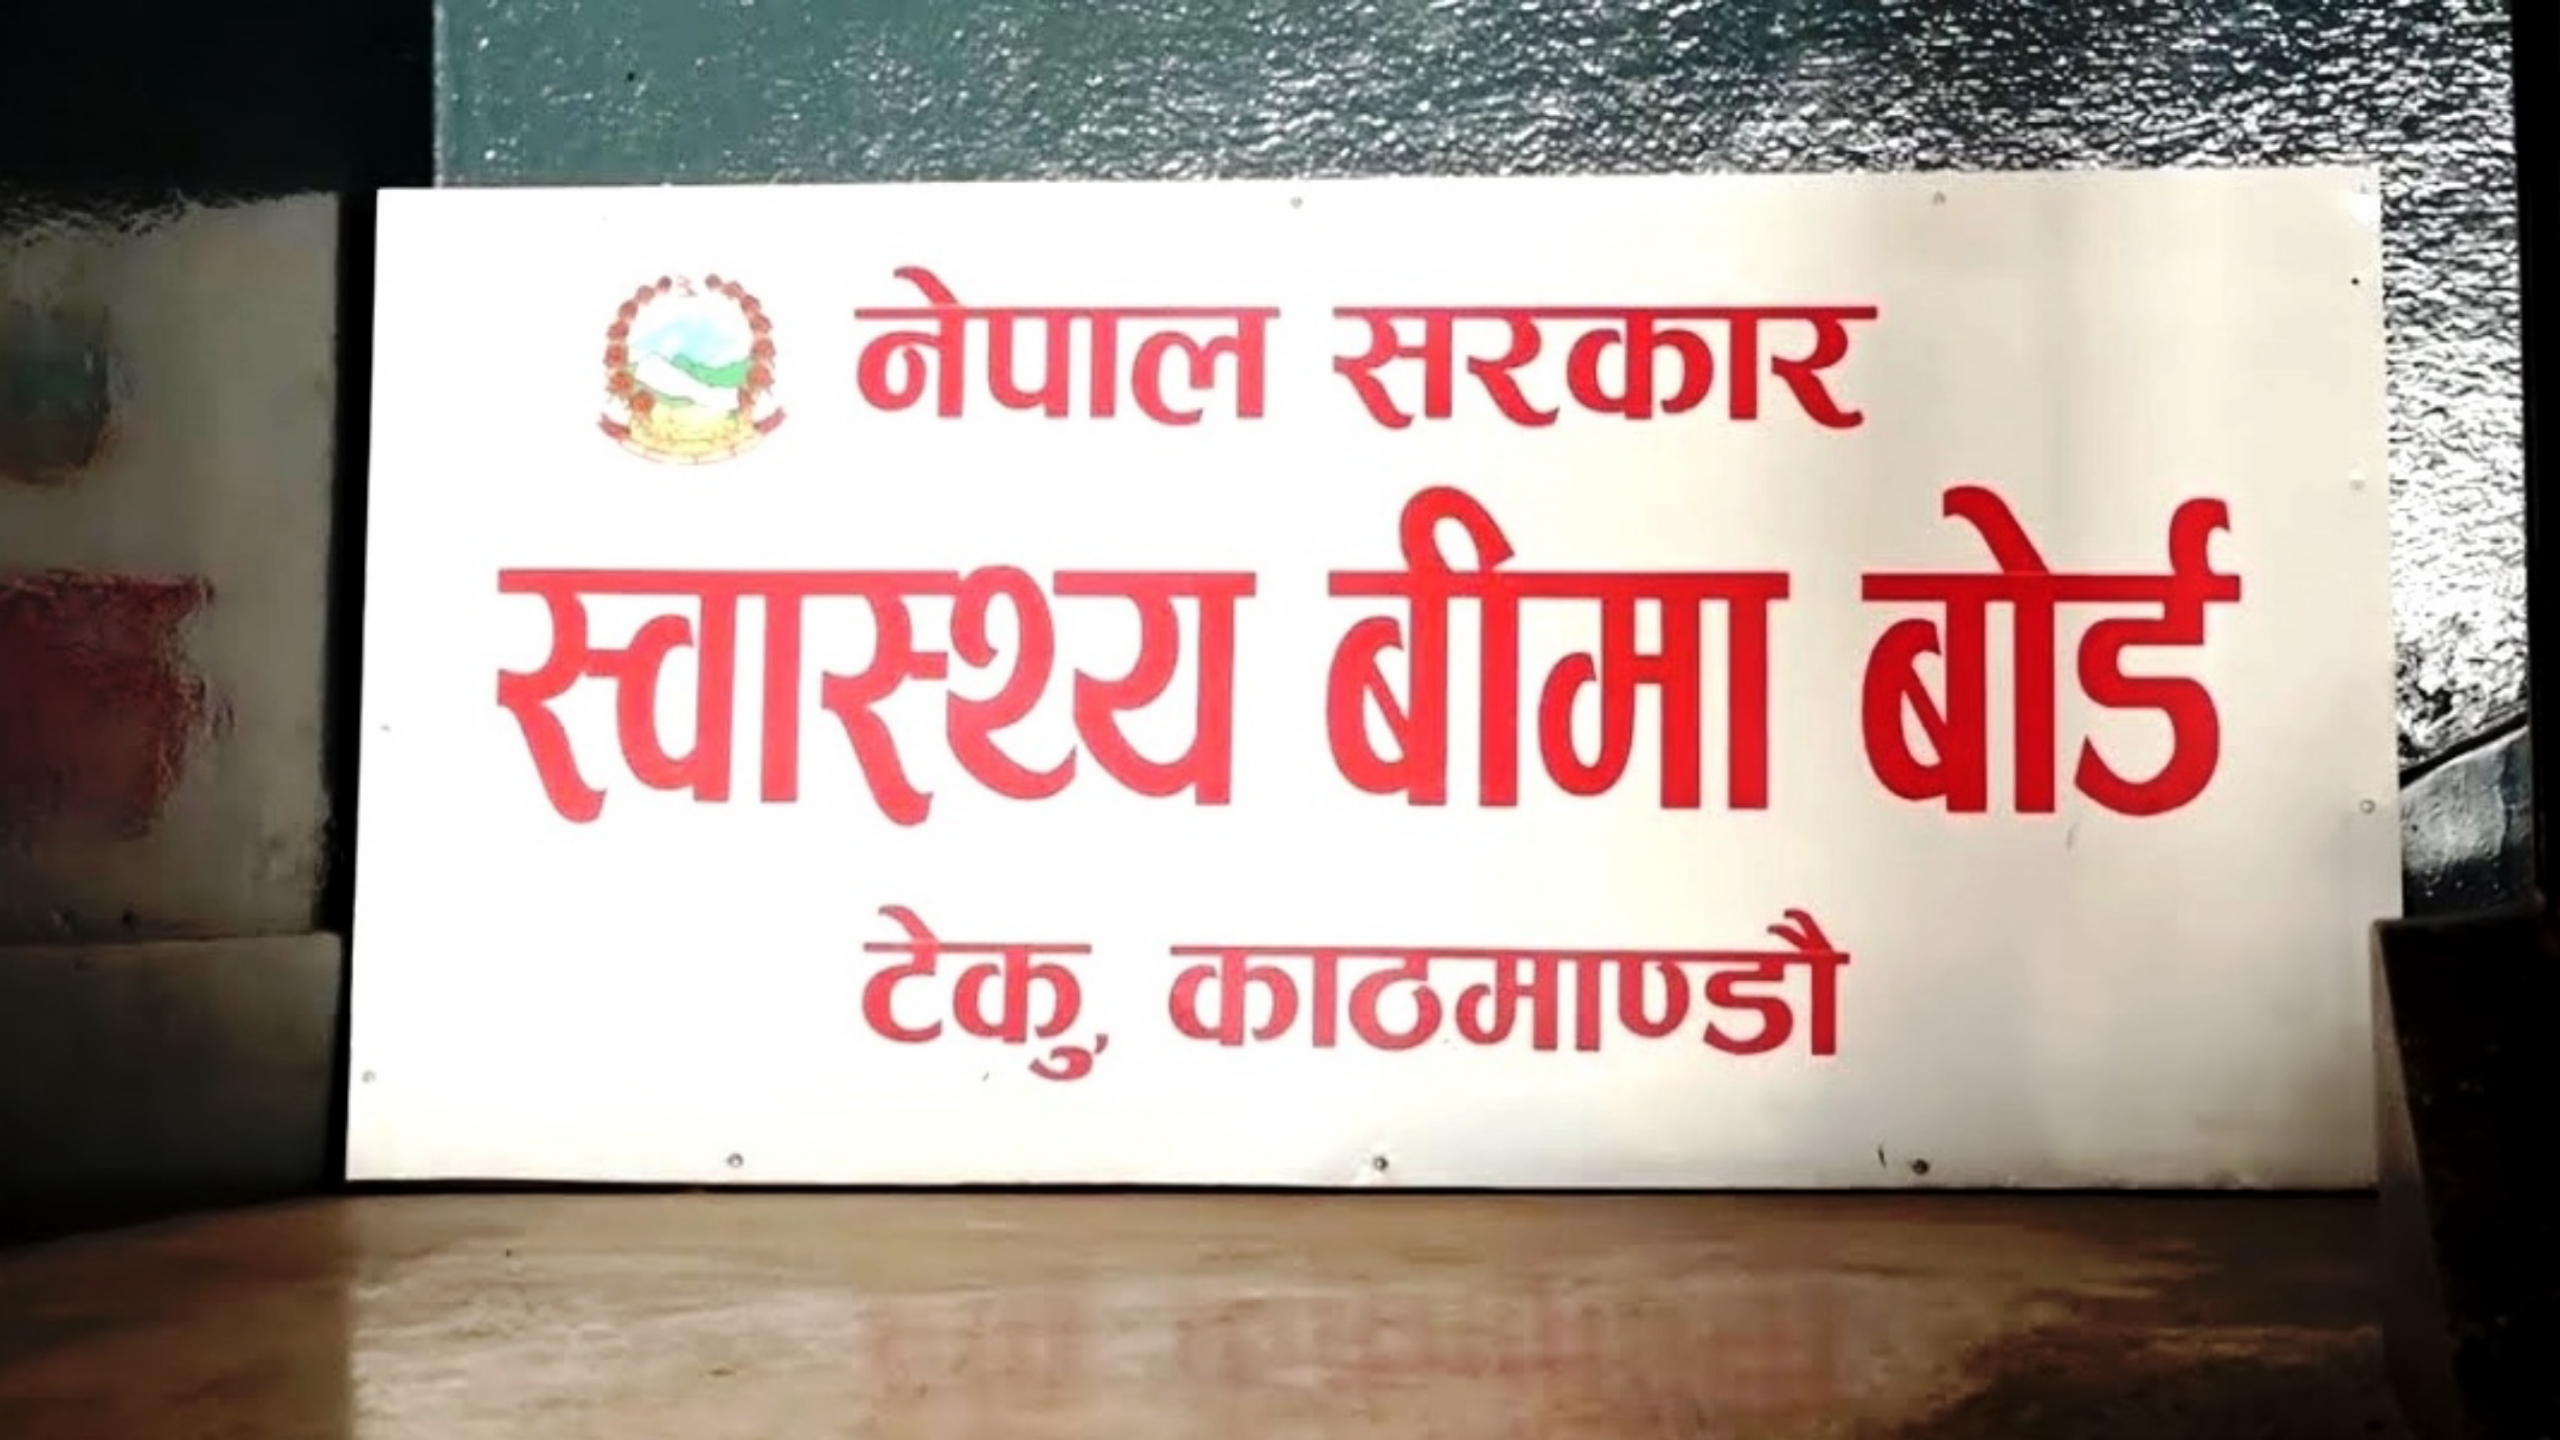 नेपाल सरकार
स्वास्थ्य बीमा बोर्ड
टेकु, काठमाण्डौ